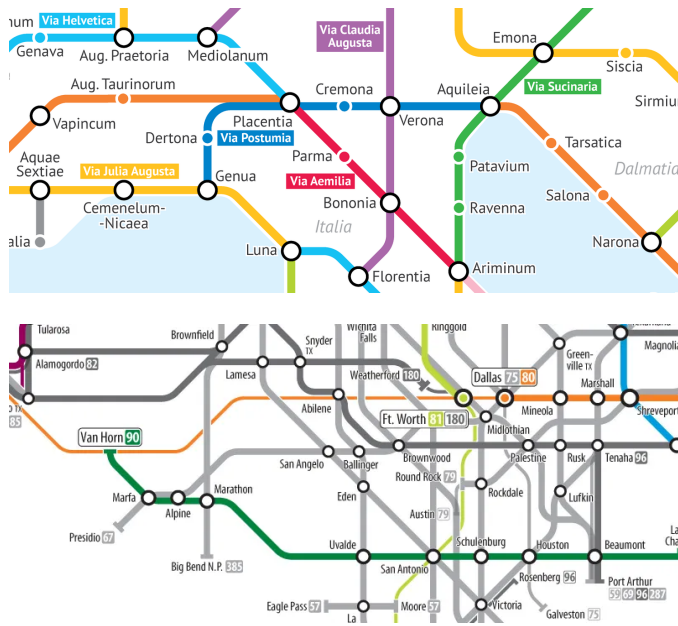 Via Helvetica
Genava
Aug. Praetoria
Mediolanum
Via Claudia
Augusta
Emona
Siscia
Via Sucinaria
Aug. Taurinorum
Cremona
Aquileia
Vapincum
Placentia
Verona
Dertona
Via Postumia
Tarsatica
Parma
Patavium
Dalmatia
Aquae
Sextiae
Via Julia Augusta
Genua
Via Aemilia
Salona
Cemenelum-
-Nicaea
Bononia
Ravenna
Italia
Narona
Luna
Florentia
Ariminum
Tularosa
Brownfield
Snyder
TX
Wichita
Falls
Ringgold
Green-
ville TX
Magnolia
Alamogordo 82
Lamesa
Weatherford 180
Dallas 75 80
Marshall
Abilene
Mineola
Shreveport
85
Ft. Worth 81 180
Midlothian
Van Horn 90
San Angelo
Ballinger
Brownwood
Palestine
Rusk
Tenaha 96
Round Rock 79
Marfa
Alpine
Marathon
Eden
Rockdale
Lufkin
Austin 79
Presidio 67
Uvalde
San Antonio
Schulenburg
Houston
Beaumont
Big Bend N.P. 385
Rosenberg 96
Port Arthur
59 69 96 287
Eagle Pass 57
Moore 57
Victoria
Galveston 75
La